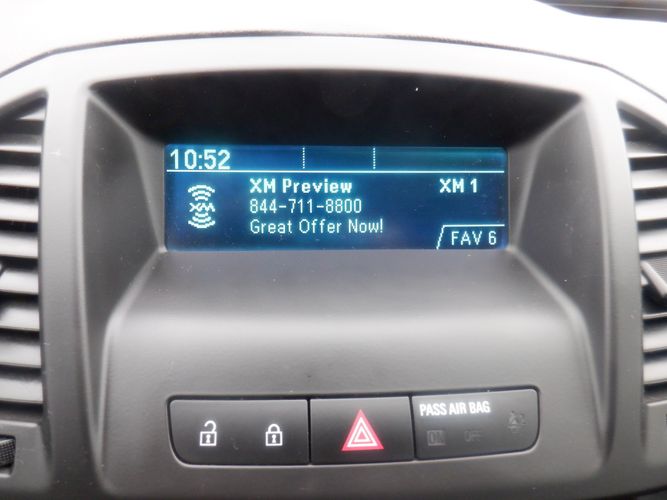 10:52
XM Preview XM 1
XM 844-711-8800
Great Offer Now!
FAV 6
PASS AIR BAG
ON OFF